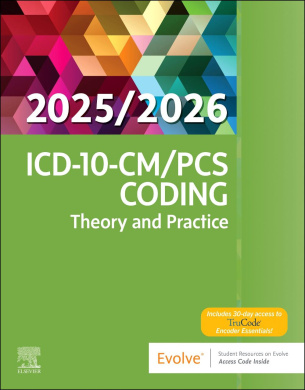 2025/2026
ICD-10-CM/PCS
CODING
Theory and Practice
Includes 30-day access to
TruCode®
Encoder Essentials!
ELSEVIER
Evolve®
Student Resources on Evolve
Access Code Inside